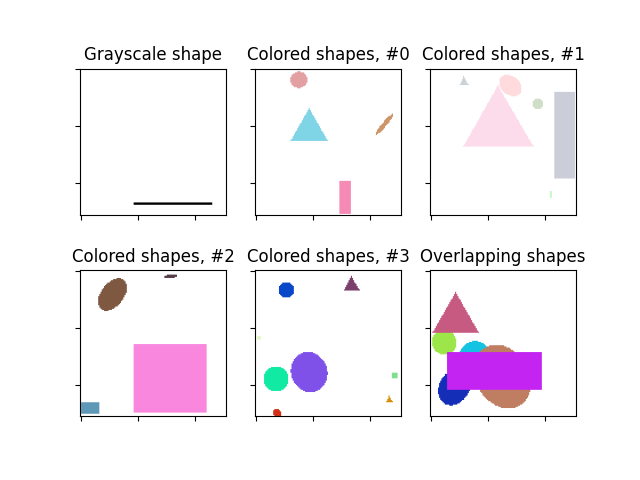 Grayscale shape
Colored shapes, #0
Colored shapes, #1
Colored shapes, #2
Colored shapes, #3
Overlapping shapes